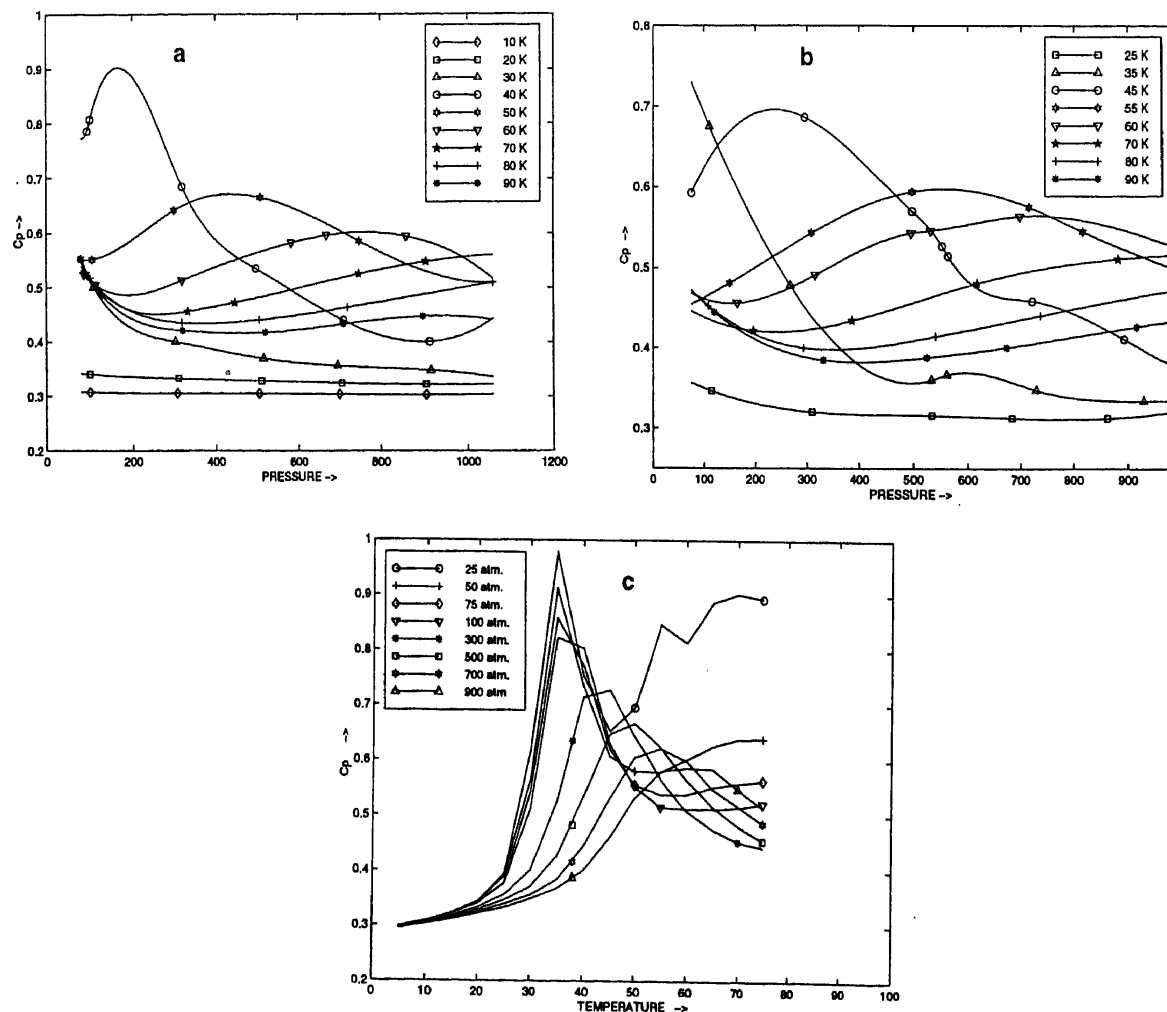 a
1
0.9
0.8
0.7
0.6
0.5
0.4
0.3
0.2
Cp ->
0
200
400
600
800
1000
1200
PRESSURE ->
10 K
20 K
30 K
40 K
50 K
60 K
70 K
80 K
90 K
b
0.8
0.7
0.6
0.5
0.4
0.3
Cp ->
0
100
200
300
400
500
600
700
800
900
PRESSURE ->
25 K
35 K
45 K
55 K
60 K
70 K
80 K
90 K
c
1
0.9
0.8
0.7
0.6
0.5
0.4
0.3
0.2
Cp ->
0
10
20
30
40
50
60
70
80
90
100
TEMPERATURE ->
25 atm.
50 atm.
75 atm.
100 atm.
300 atm.
500 atm.
700 atm.
900 atm